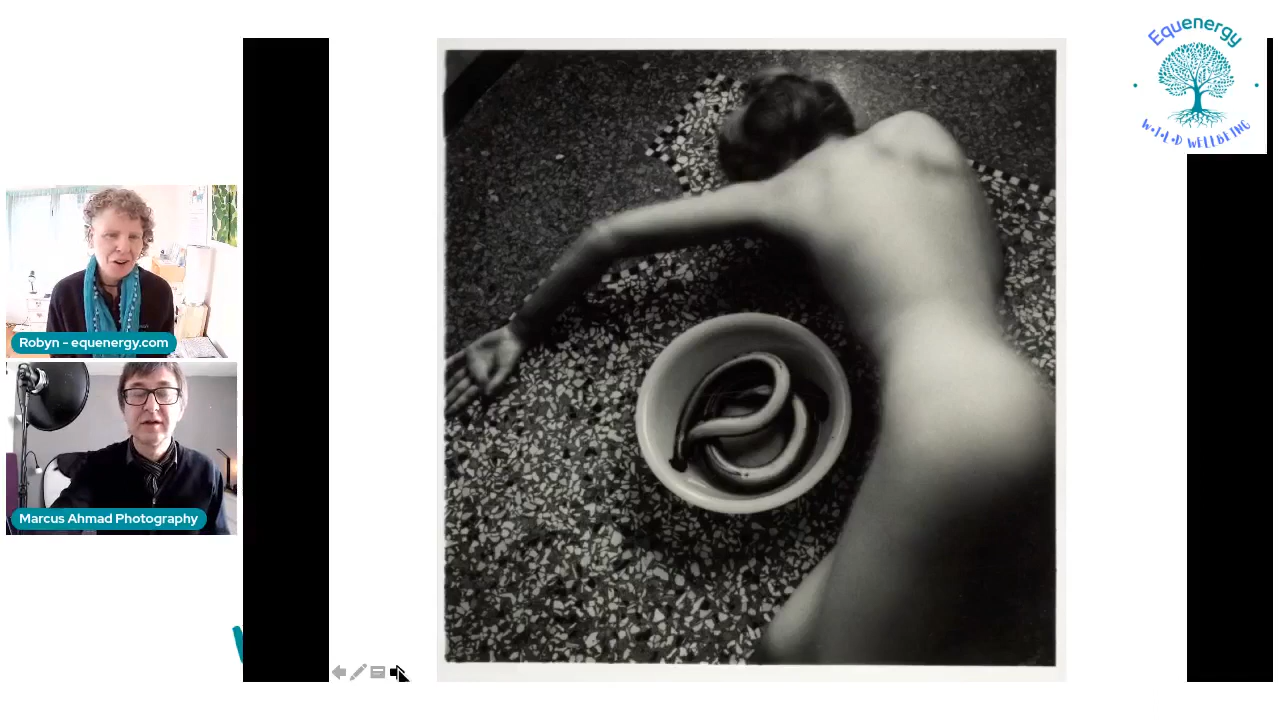 Equenergy
W·I·L·D WELLBEING
Robyn - equenergy.com
Marcus Ahmad Photography